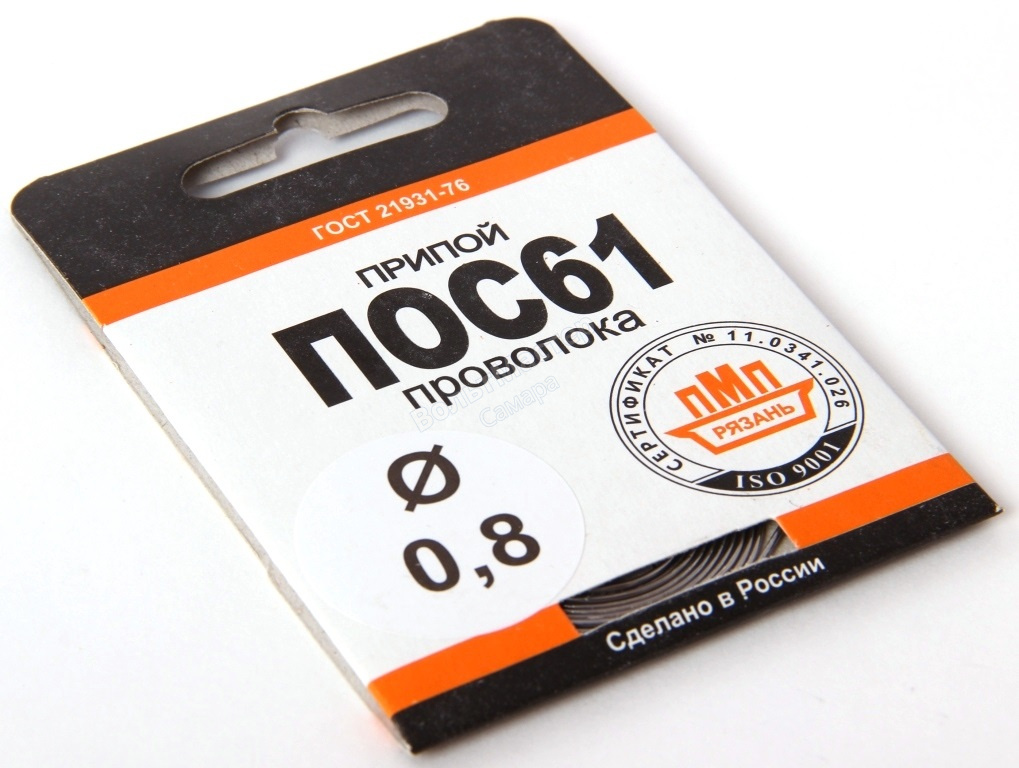 ГОСТ 21931-76
ПРИПОЙ
ПОС61
проволока
Самара
СЕРТИФИКАТ № 11.0341.026
ПМП
РЯЗАНЬ
ISO 9001
Ø
0,8
Сделано в России